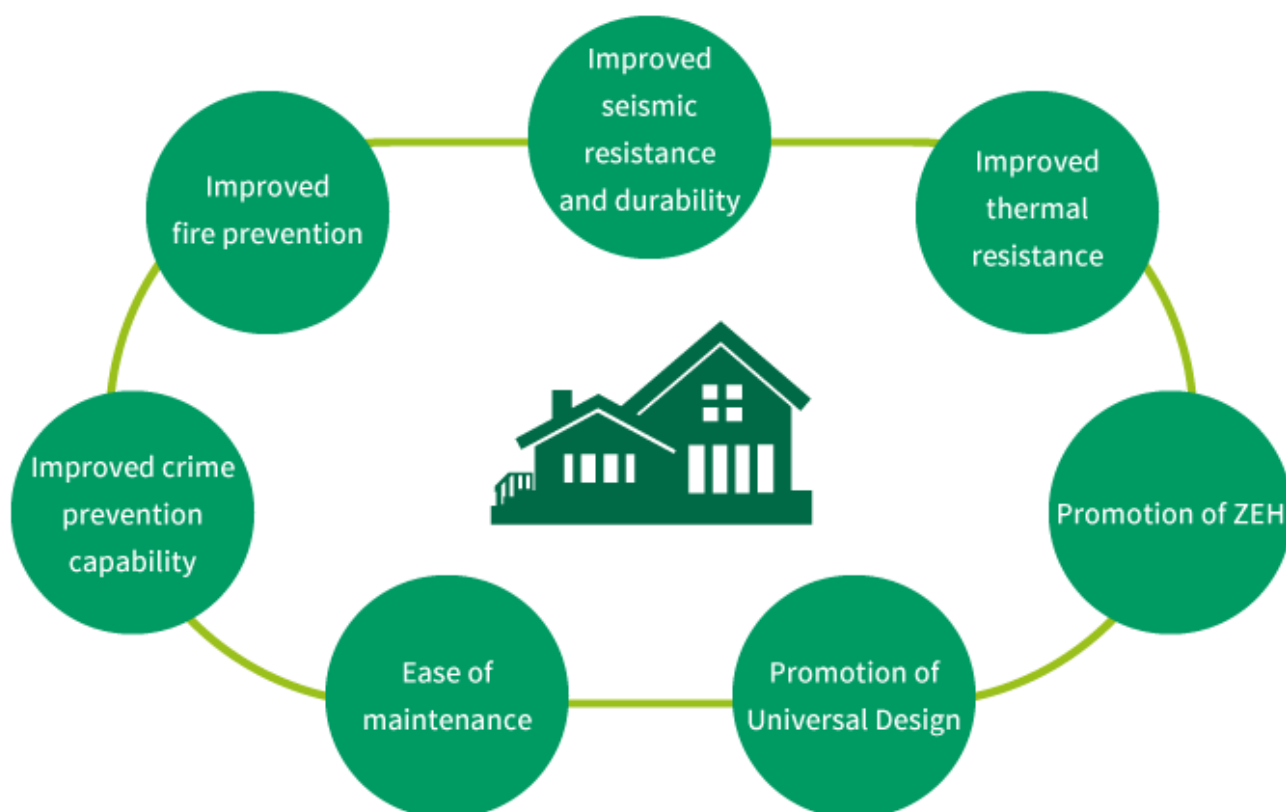 Improved
seismic
resistance
and durability
Improved
thermal
resistance
Promotion of ZEH
Promotion of
Universal Design
Ease of
maintenance
Improved crime
prevention
capability
Improved
fire prevention